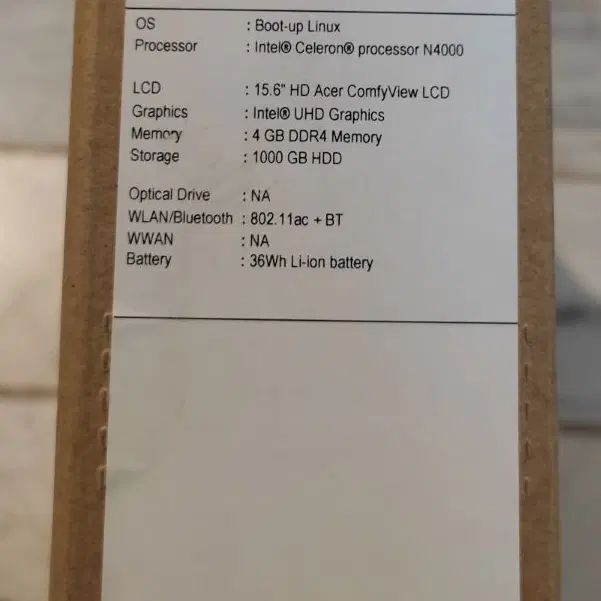 OS : Boot-up Linux
Processor : Intel® Celeron® processor N4000
LCD : 15.6" HD Acer ComfyView LCD
Graphics : Intel® UHD Graphics
Memory : 4 GB DDR4 Memory
Storage : 1000 GB HDD
Optical Drive : NA
WLAN/Bluetooth : 802.11ac + BT
WWAN : NA
Battery : 36Wh Li-ion battery